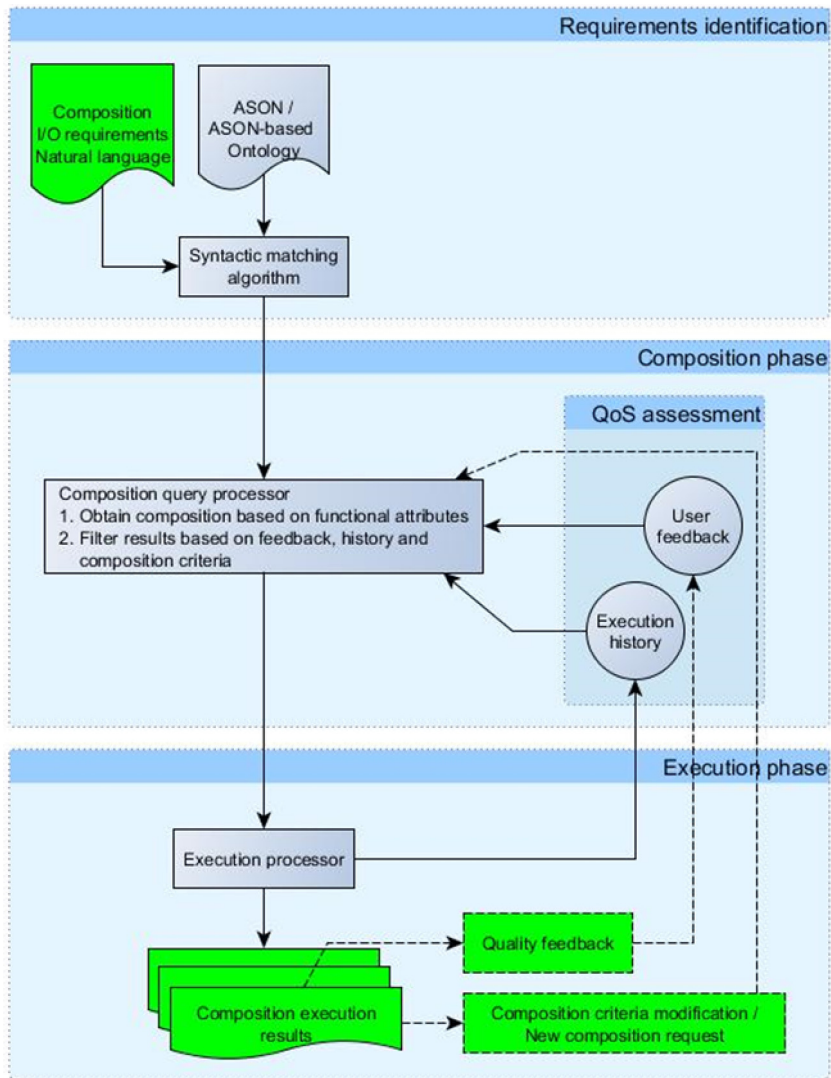 Requirements identification
Composition
I/O requirements
Natural language
ASON /
ASON-based
Ontology
Syntactic matching
algorithm
Composition phase
QoS assessment
Composition query processor
1. Obtain composition based on functional attributes
2. Filter results based on feedback, history and
composition criteria
User
feedback
Execution
history
Execution phase
Execution processor
Quality feedback
Composition execution
results
Composition criteria modification /
New composition request